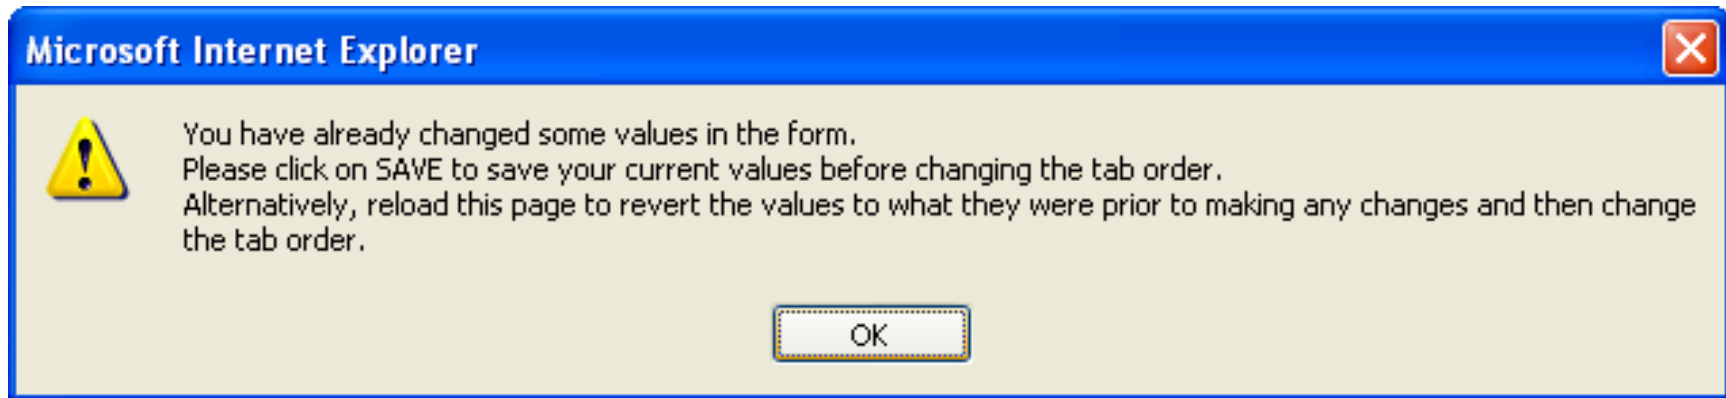 Microsoft Internet Explorer
You have already changed some values in the form.
Please click on SAVE to save your current values before changing the tab order.
Alternatively, reload this page to revert the values to what they were prior to making any changes and then change
the tab order.
OK